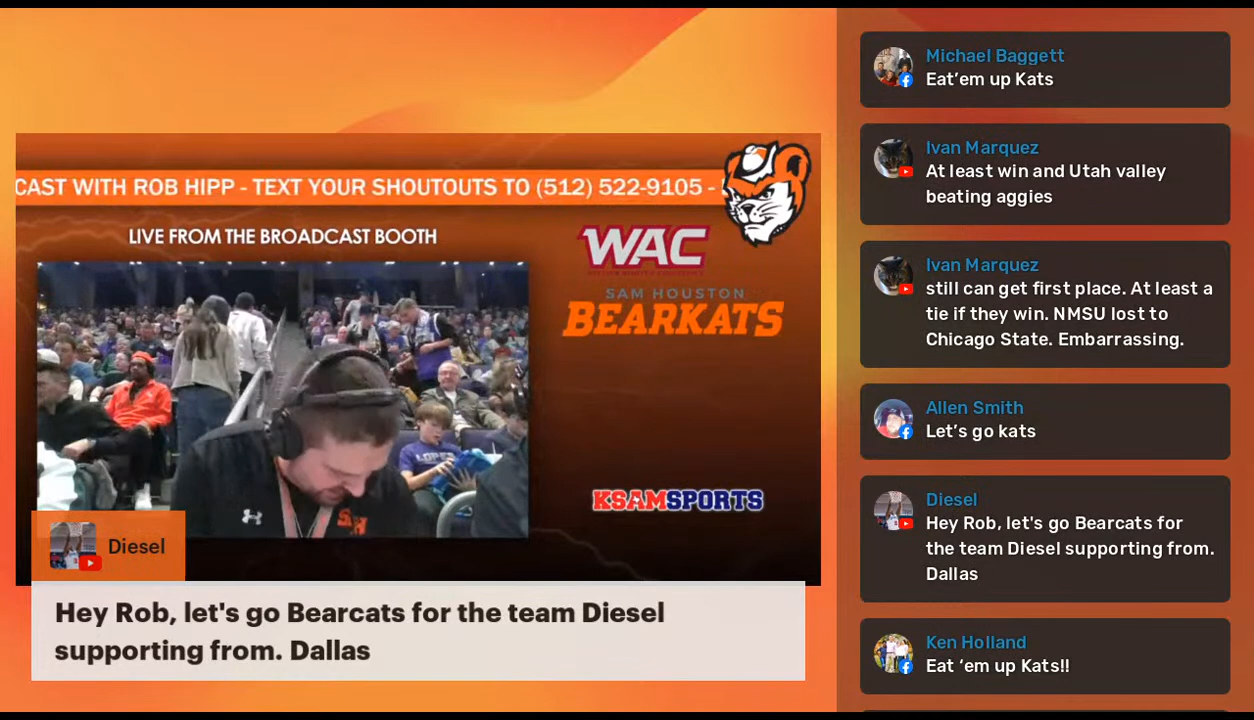 CAST WITH ROB HIPP - TEXT YOUR SHOUTOUTS TO (512) 522-9105 -
LIVE FROM THE BROADCAST BOOTH
WAC
SAM HOUSTON
BEARKATS
LOPES
SH
KSAMSPORTS
Diesel
Hey Rob, let's go Bearcats for the team Diesel
supporting from. Dallas
Michael Baggett
Eat’em up Kats
Ivan Marquez
At least win and Utah valley
beating aggies
Ivan Marquez
still can get first place. At least a
tie if they win. NMSU lost to
Chicago State. Embarrassing.
Allen Smith
Let’s go kats
Diesel
Hey Rob, let's go Bearcats for
the team Diesel supporting from.
Dallas
Ken Holland
Eat ‘em up Kats!!